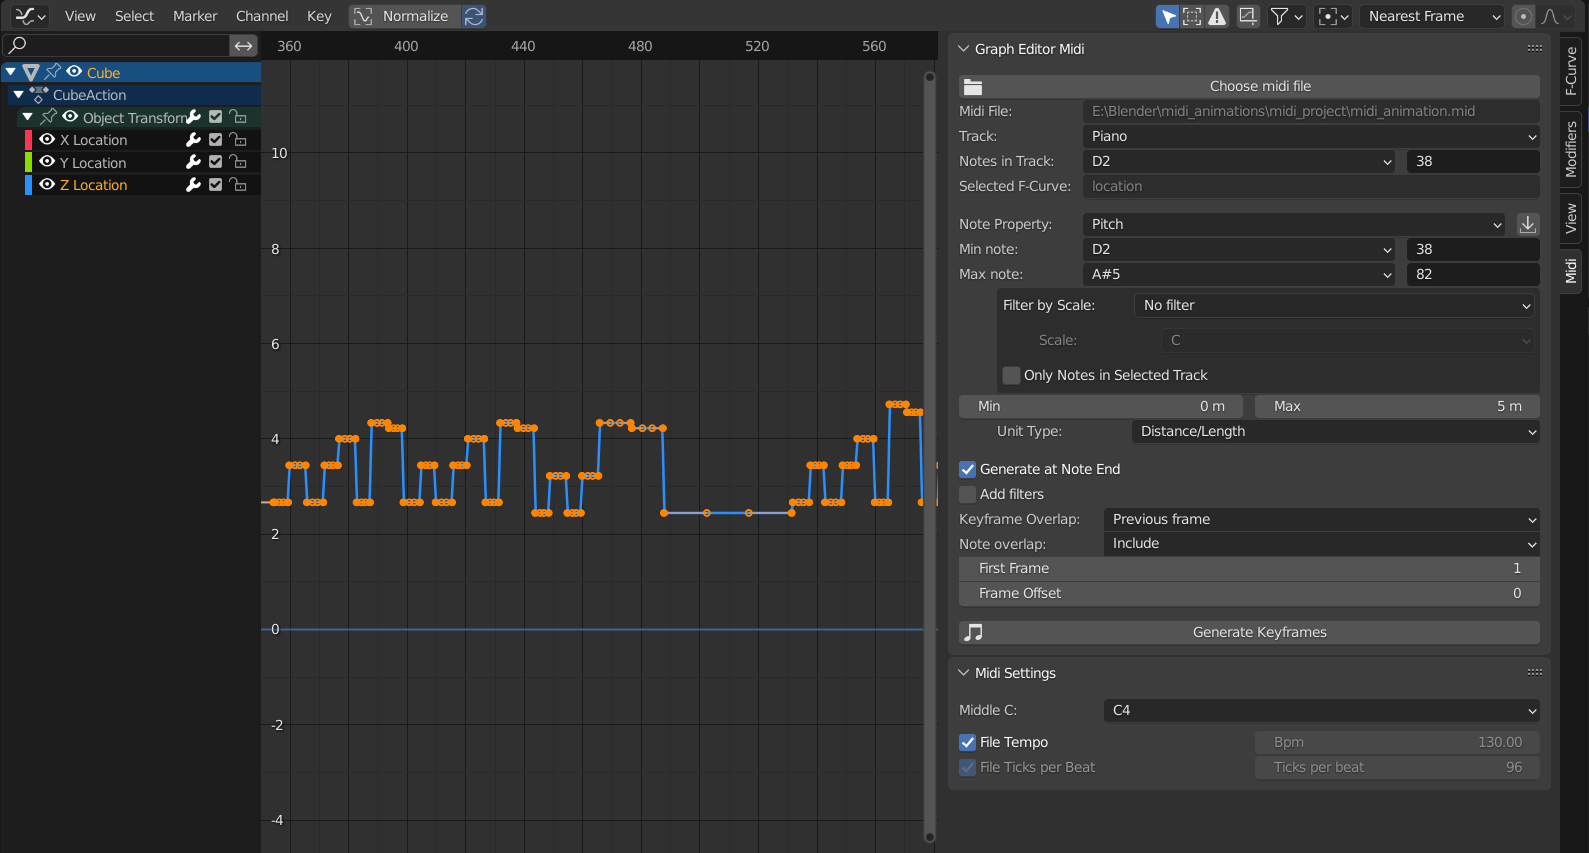 View Select Marker Channel Key Normalize Nearest Frame
360 400 440 480 520 560
Cube
CubeAction
Object Transform
X Location
Y Location
Z Location
10
8
6
4
2
0
-2
-4
Graph Editor Midi
Choose midi file
Midi File: E:\Blender\midi_animations\midi_project\midi_animation.mid
Track: Piano
Notes in Track: D2 38
Selected F-Curve: location
Note Property: Pitch
Min note: D2 38
Max note: A#5 82
Filter by Scale: No filter
Scale: C
Only Notes in Selected Track
Min 0 m Max 5 m
Unit Type: Distance/Length
Generate at Note End
Add filters
Keyframe Overlap: Previous frame
Note overlap: Include
First Frame 1
Frame Offset 0
Generate Keyframes
Midi Settings
Middle C: C4
File Tempo Bpm 130.00
File Ticks per Beat Ticks per beat 96
F-Curve
Modifiers
View
Midi